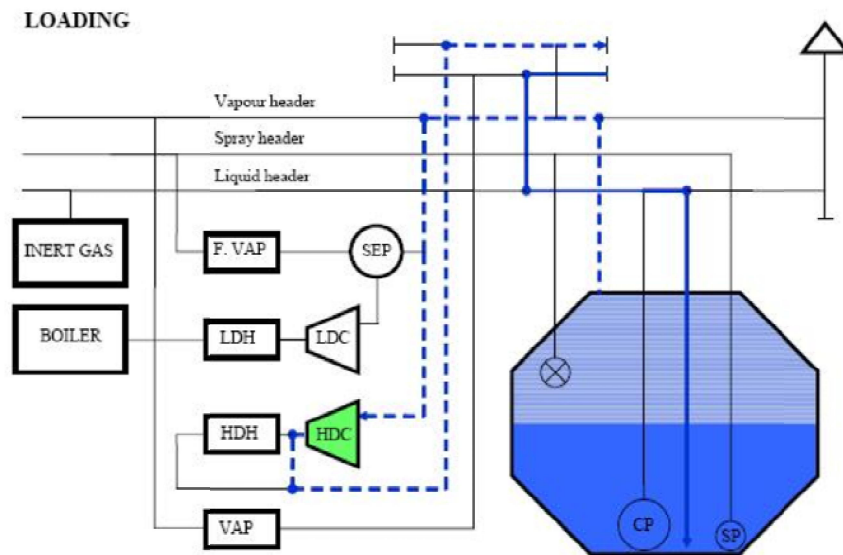 LOADING
Vapour header
Spray header
Liquid header
INERT GAS
F. VAP
SEP
BOILER
LDH
LDC
HDH
HDC
VAP
CP
SP